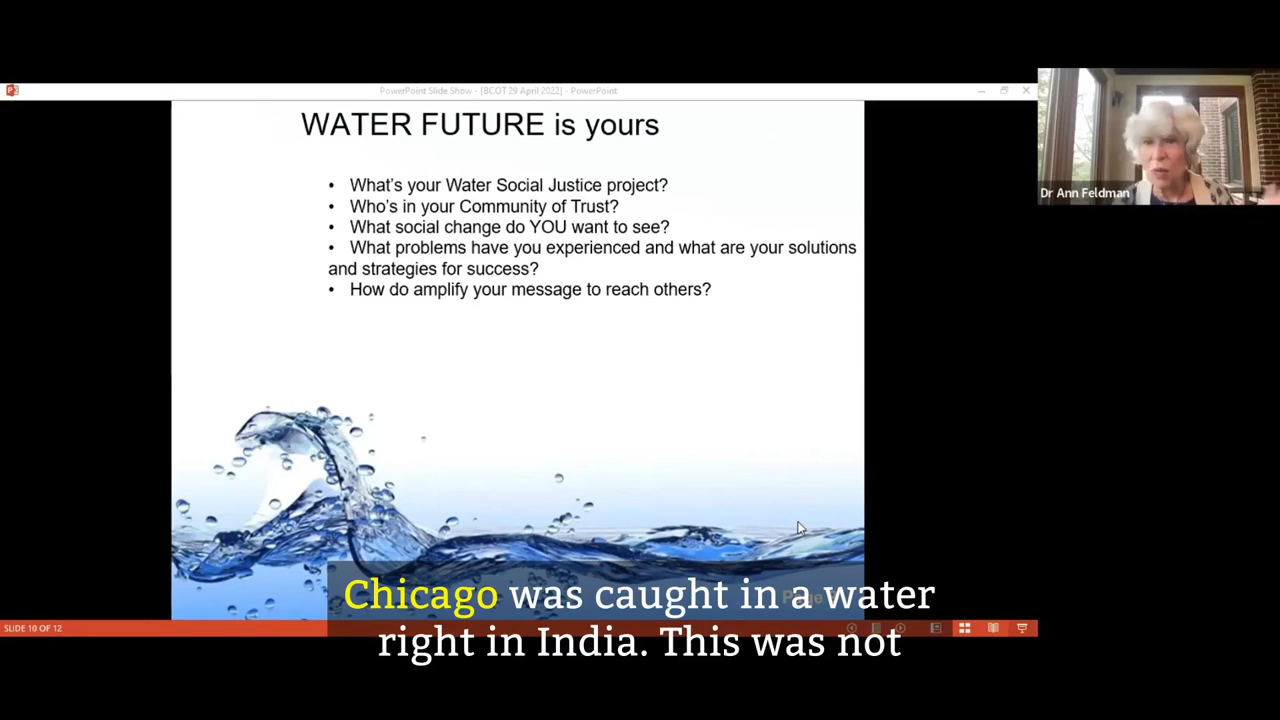 PowerPoint Slide Show - [BCOT 29 April 2022] - PowerPoint
WATER FUTURE is yours
• What's your Water Social Justice project?
• Who's in your Community of Trust?
• What social change do YOU want to see?
• What problems have you experienced and what are your solutions
and strategies for success?
• How do amplify your message to reach others?
Dr Ann Feldman
Page
Chicago was caught in a water
right in India. This was not
SLIDE 10 OF 12